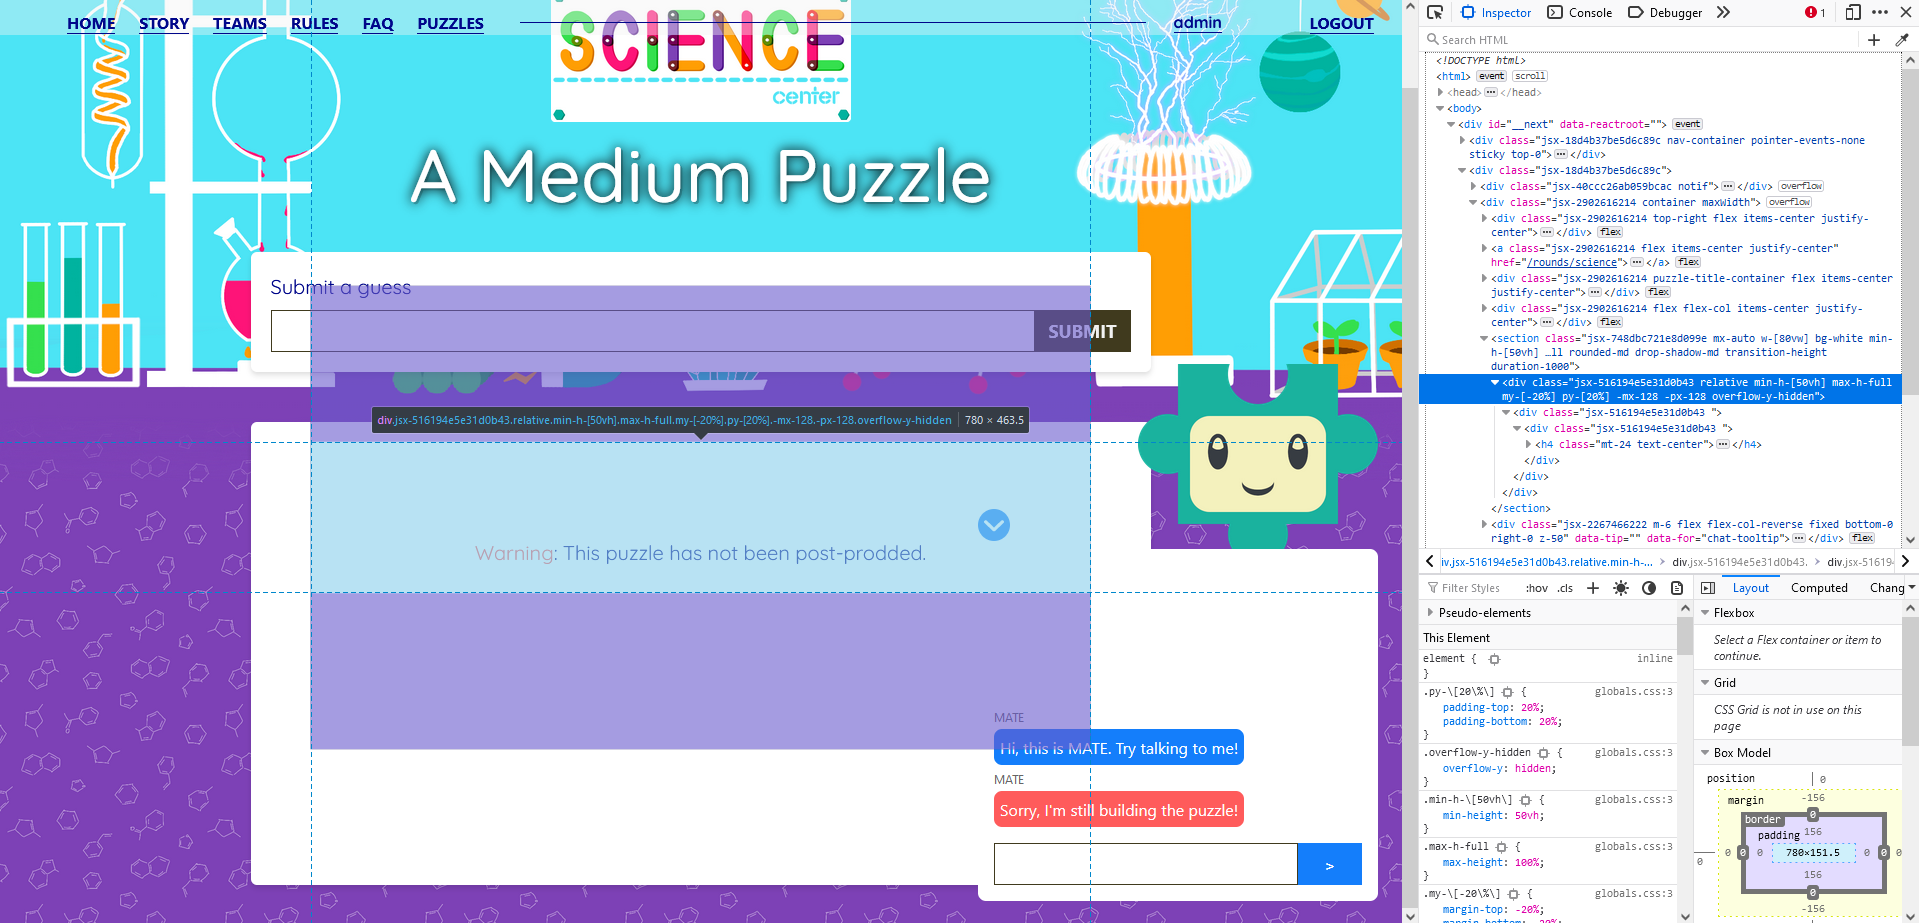 HOME STORY TEAMS RULES FAQ PUZZLES admin LOGOUT
SCIENCE
center
A Medium Puzzle
Submit a guess
SUBMIT
div.jsx-516194e5e31d0b43.relative.min-h-[50vh].max-h-full.my-[-20%].py-[20%].-mx-128.-px-128.overflow-y-hidden 780 × 463.5
Warning: This puzzle has not been post-prodded.
MATE
Hi, this is MATE. Try talking to me!
MATE
Sorry, I'm still building the puzzle!
>
Inspector Console Debugger 1
Search HTML
<!DOCTYPE html>
<html> event scroll
<head> ••• </head>
<body>
<div id="__next" data-reactroot=""> event
<div class="jsx-18d4b37be5d6c89c nav-container pointer-events-none
sticky top-0"> ••• </div>
<div class="jsx-18d4b37be5d6c89c">
<div class="jsx-40ccc26ab059bcac notif"> ••• </div> overflow
<div class="jsx-2902616214 container maxWidth"> overflow
<div class="jsx-2902616214 top-right flex items-center justify-
center"> ••• </div> flex
<a class="jsx-2902616214 flex items-center justify-center"
href="/rounds/science"> ••• </a> flex
<div class="jsx-2902616214 puzzle-title-container flex items-center
justify-center"> ••• </div> flex
<div class="jsx-2902616214 flex flex-col items-center justify-
center"> ••• </div> flex
<section class="jsx-748dbc721e8d099e mx-auto w-[80vw] bg-white min-
h-[50vh] …ll rounded-md drop-shadow-md transition-height
duration-1000">
<div class="jsx-516194e5e31d0b43 relative min-h-[50vh] max-h-full
my-[-20%] py-[20%] -mx-128 -px-128 overflow-y-hidden">
<div class="jsx-516194e5e31d0b43 ">
<div class="jsx-516194e5e31d0b43 ">
<h4 class="mt-24 text-center"> ••• </h4>
</div>
</div>
</div>
</section>
<div class="jsx-2267466222 m-6 flex flex-col-reverse fixed bottom-0
right-0 z-50" data-tip="" data-for="chat-tooltip"> ••• </div> flex
iv.jsx-516194e5e31d0b43.relative.min-h-... > div.jsx-516194e5e31d0b43. > div.jsx-51619
Filter Styles :hov .cls +
Layout Computed Chang
Pseudo-elements
This Element
element { inline
}
.py-\[20\%\] { globals.css:3
padding-top: 20%;
padding-bottom: 20%;
}
.overflow-y-hidden { globals.css:3
overflow-y: hidden;
}
.min-h-\[50vh\] { globals.css:3
min-height: 50vh;
}
.max-h-full { globals.css:3
max-height: 100%;
}
.my-\[-20\%\] { globals.css:3
margin-top: -20%;
margin-bottom: -20%;
Flexbox
Select a Flex container or item to
continue.
Grid
CSS Grid is not in use on this
page
Box Model
position 0
margin -156
border 0
padding 156
0 0 0 0 780×151.5 0 0 0
156
0
-156